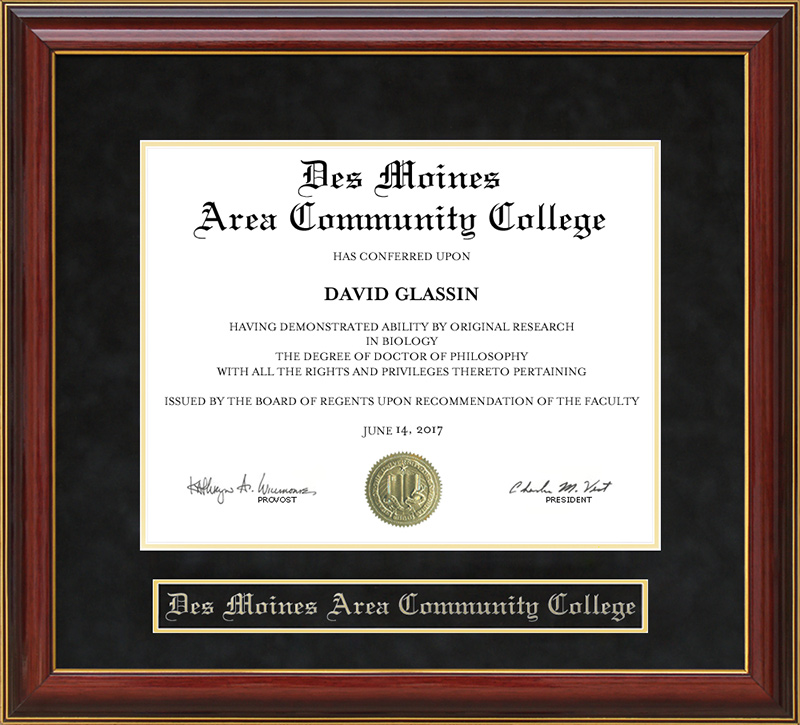 Des Moines
Area Community College
HAS CONFERRED UPON
DAVID GLASSIN
HAVING DEMONSTRATED ABILITY BY ORIGINAL RESEARCH
IN BIOLOGY
THE DEGREE OF DOCTOR OF PHILOSOPHY
WITH ALL THE RIGHTS AND PRIVILEGES THERETO PERTAINING
ISSUED BY THE BOARD OF REGENTS UPON RECOMMENDATION OF THE FACULTY
JUNE 14, 2017
PROVOST
Charles M. Vest
PRESIDENT
Des Moines Area Community College